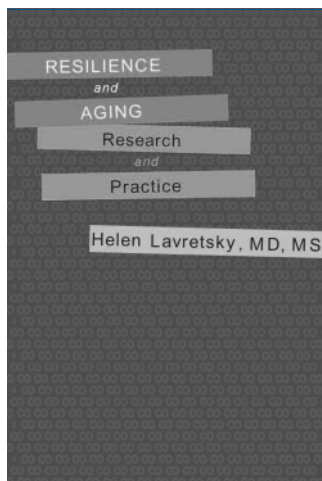 RESILIENCE
and
AGING
Research
and
Practice
Helen Lavretsky, MD, MS